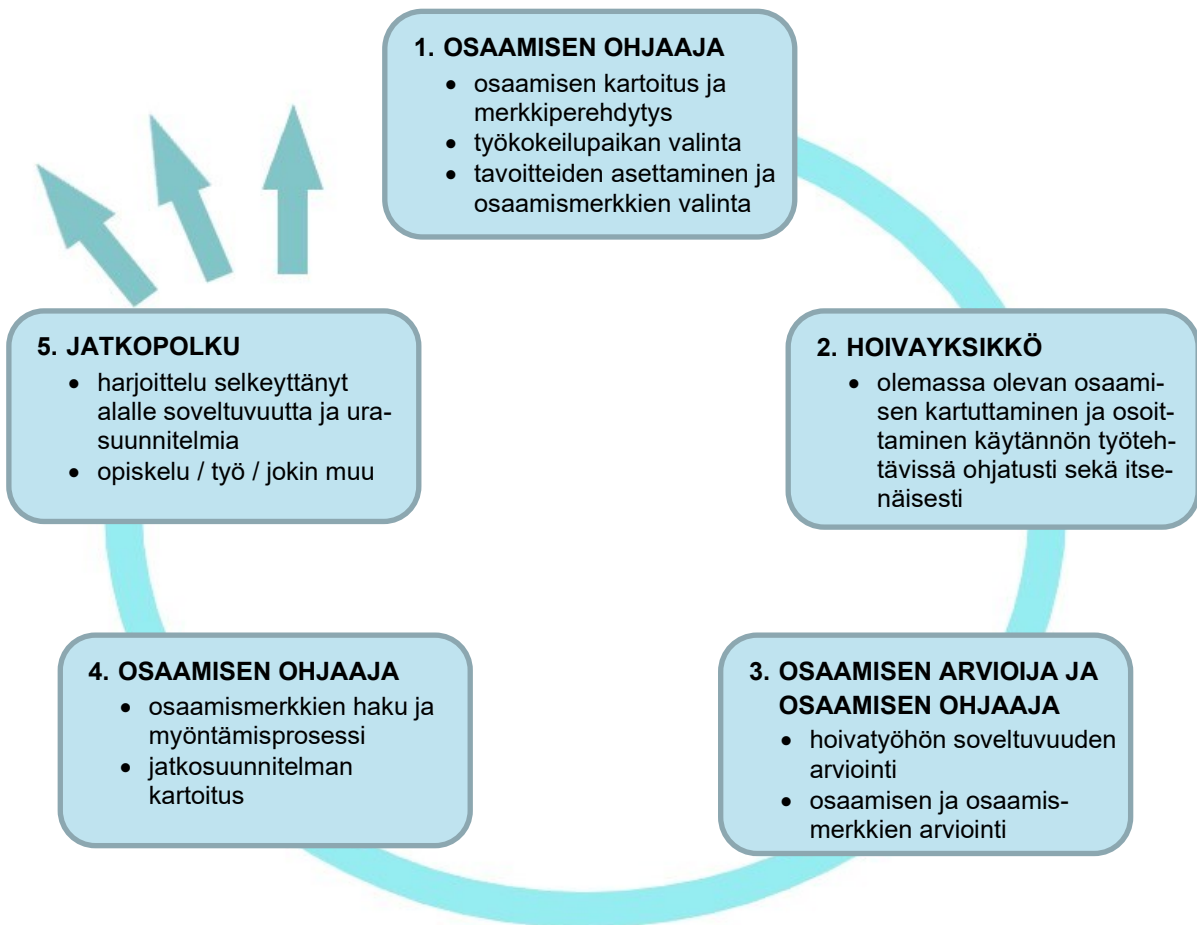 1. OSAAMISEN OHJAAJA
• osaamisen kartoitus ja
merkkiperehdytys
• työkokeilupaikan valinta
• tavoitteiden asettaminen ja
osaamismerkkien valinta
2. HOIVAYKSIKKÖ
• olemassa olevan osaami-
sen kartuttaminen ja osoit-
taminen käytännön työteh-
tävissä ohjatusti sekä itse-
näisesti
3. OSAAMISEN ARVIOIJA JA
OSAAMISEN OHJAAJA
• hoivatyöhön soveltuvuuden
arviointi
• osaamisen ja osaamis-
merkkien arviointi
4. OSAAMISEN OHJAAJA
• osaamismerkkien haku ja
myöntämisprosessi
• jatkosuunnitelman
kartoitus
5. JATKOPOLKU
• harjoittelu selkeyttänyt
alalle soveltuvuutta ja ura-
suunnitelmia
• opiskelu / työ / jokin muu